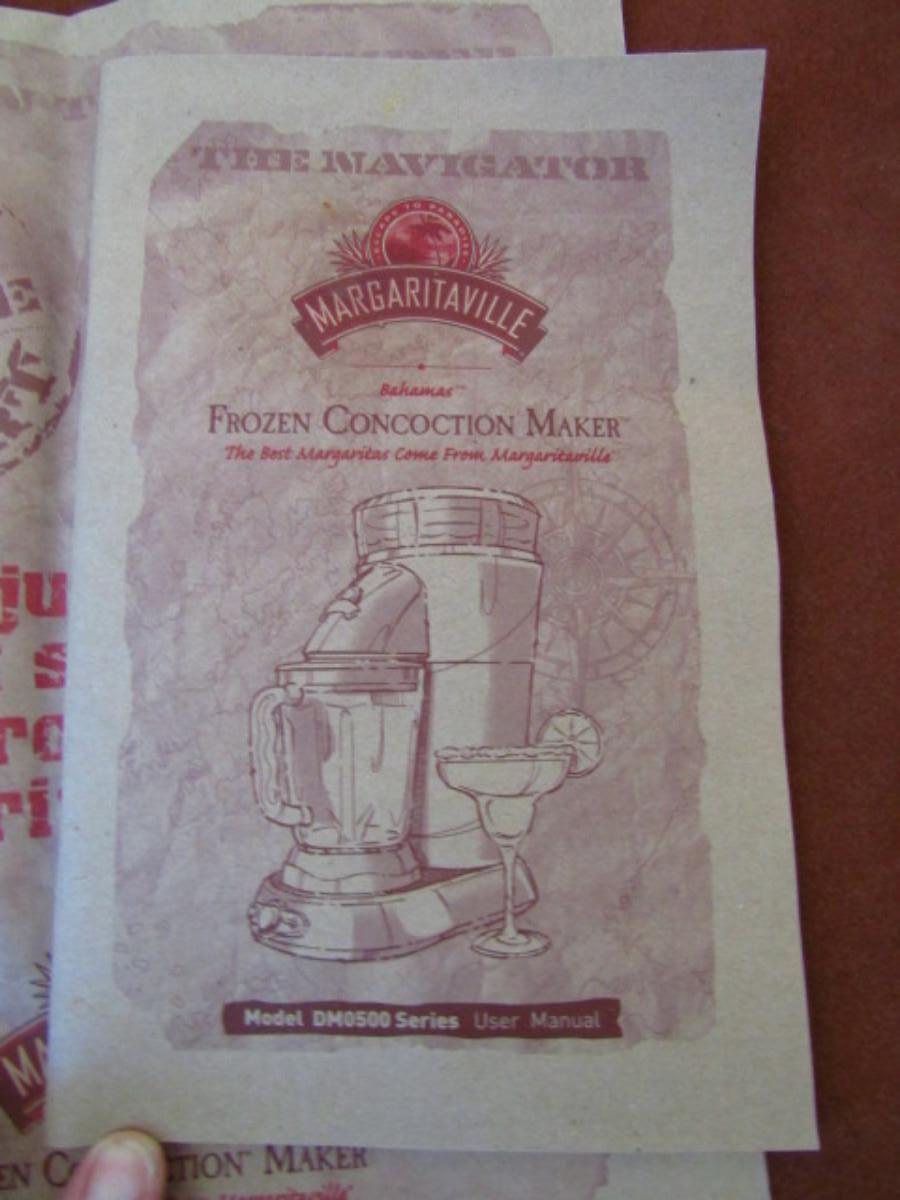 THE NAVIGATOR
ESCAPE TO PARADISE
MARGARITAVILLE
Bahamas™
FROZEN CONCOCTION MAKER™
The Best Margaritas Come From Margaritaville™
Model DM0500 Series User Manual
MAKER
Margaritaville